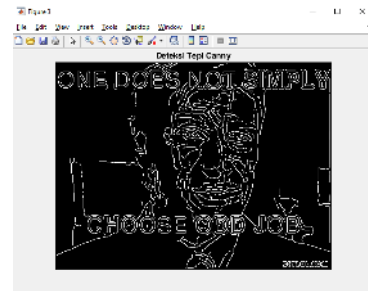 Figure 1
File Edit View Insert Tools Desktop Window Help
Deteksi Tepi Canny
ONE DOES NOT SIMPLY
CHOOSE ODD JOB